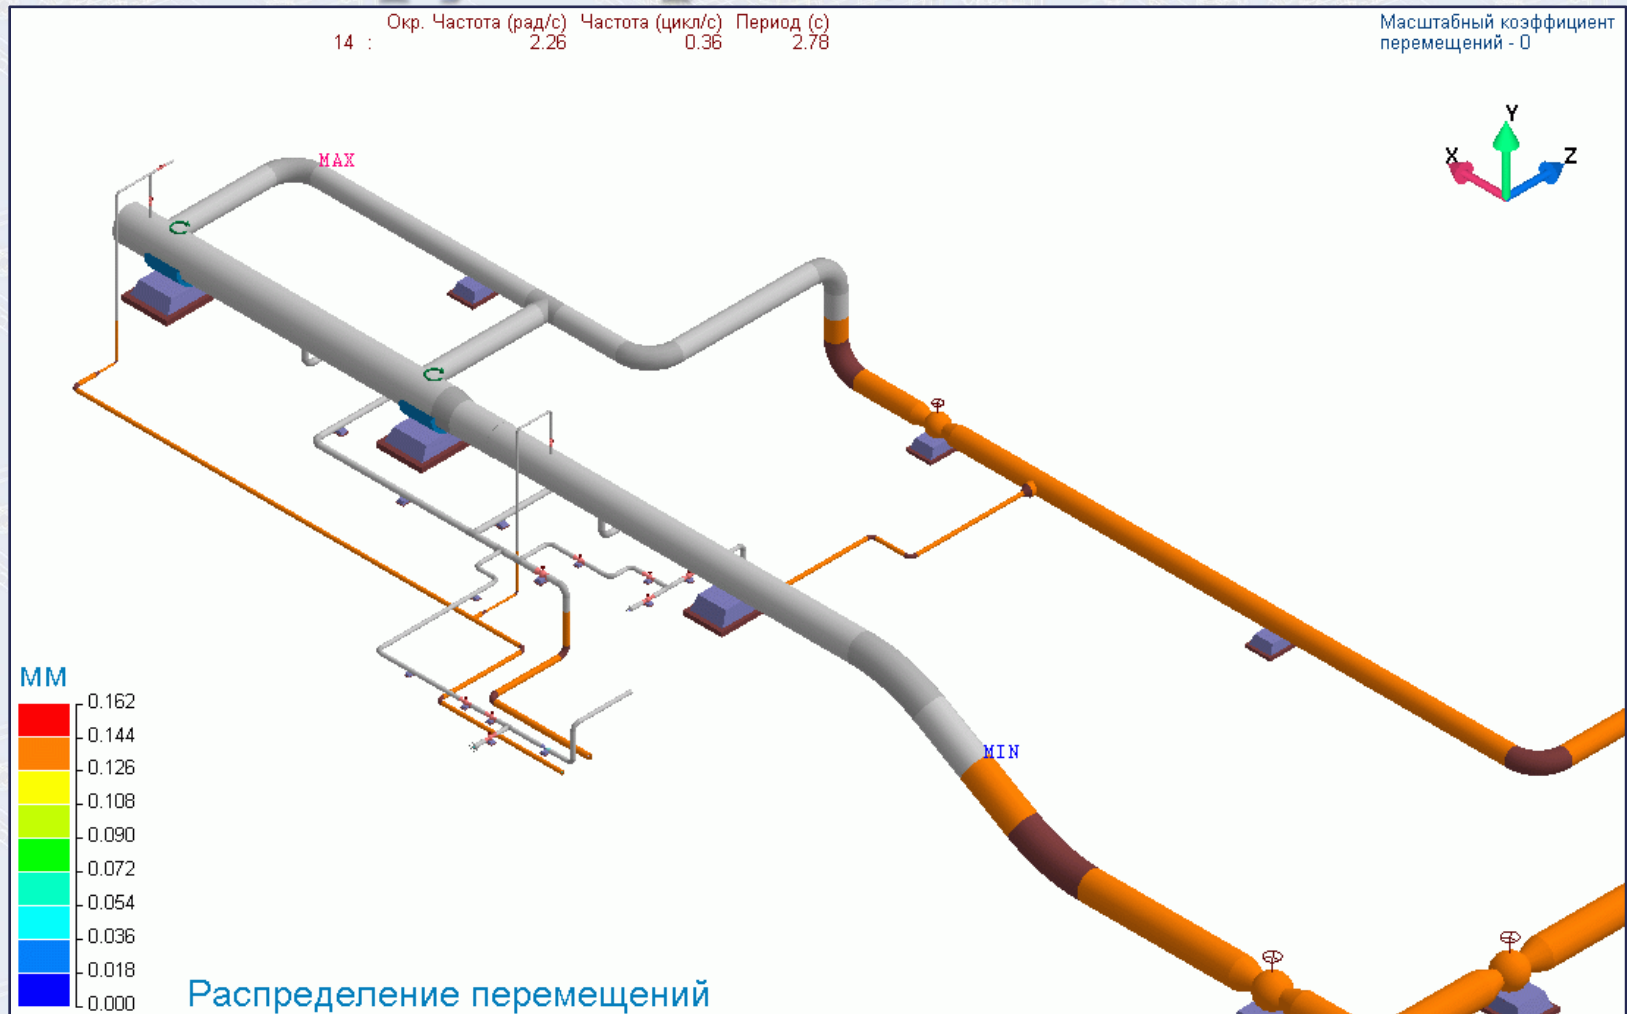 Окр. Частота (рад/с) Частота (цикл/с) Период (с)
14 : 2.26 0.36 2.78
Масштабный коэффициент
перемещений - 0
Y
X Z
MAX
MIN
ММ
0.162
0.144
0.126
0.108
0.090
0.072
0.054
0.036
0.018
0.000
Распределение перемещений